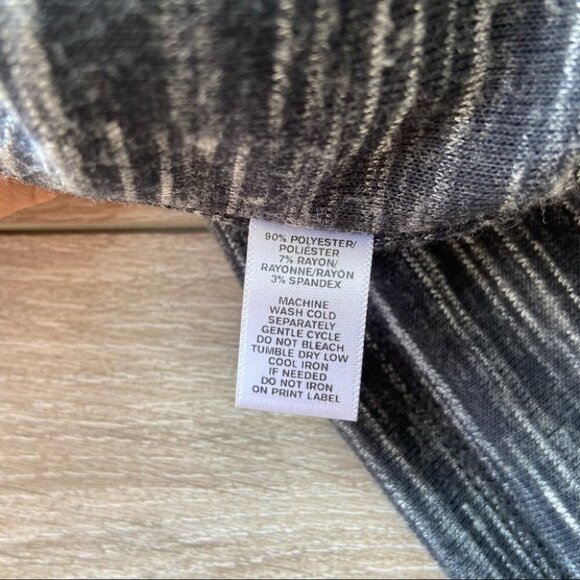 90% POLYESTER/
POLIÉSTER
7% RAYON/
RAYONNE/RAYON
3% SPANDEX
MACHINE
WASH COLD
SEPARATELY
GENTLE CYCLE
DO NOT BLEACH
TUMBLE DRY LOW
COOL IRON
IF NEEDED
DO NOT IRON
ON PRINT LABEL